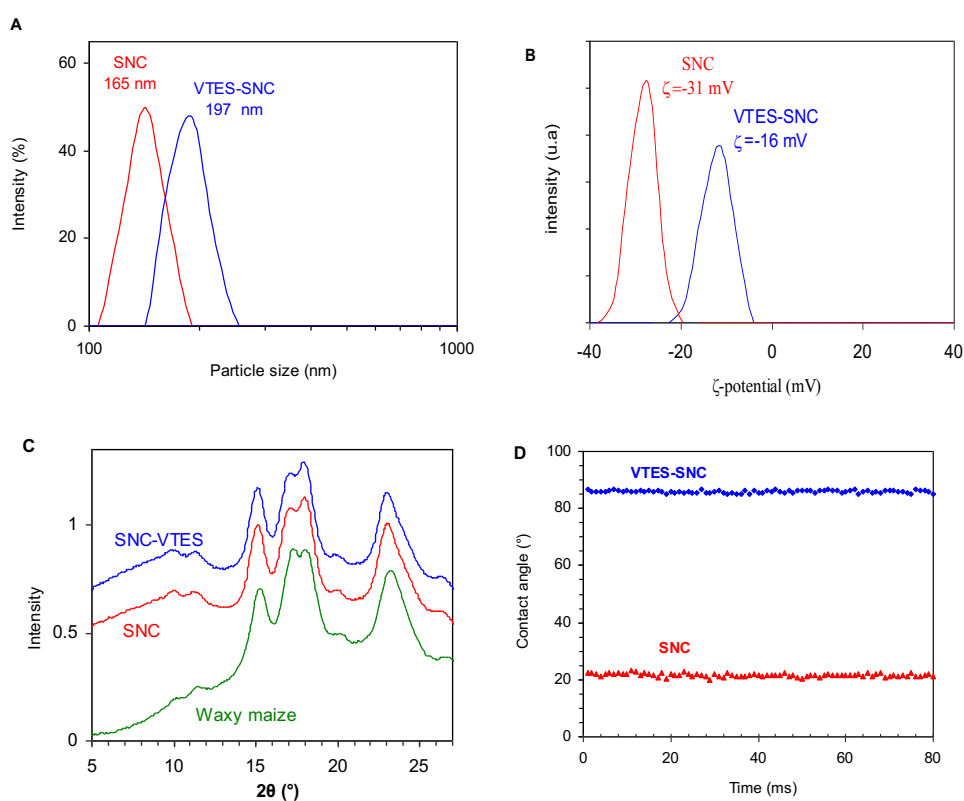 A
60
40
20
0
Intensity (%)
SNC
165 nm
VTES-SNC
197 nm
100
1000
Particle size (nm)
B
intensity (u.a)
SNC
ζ=-31 mV
VTES-SNC
ζ=-16 mV
-40
-20
0
20
40
ζ-potential (mV)
C
1
0.5
1
Intensity
SNC-VTES
SNC
Waxy maize
5
10
15
20
25
2θ (°)
D
100
80
60
40
20
0
Contact angle (°)
VTES-SNC
SNC
0
20
40
60
80
Time (ms)